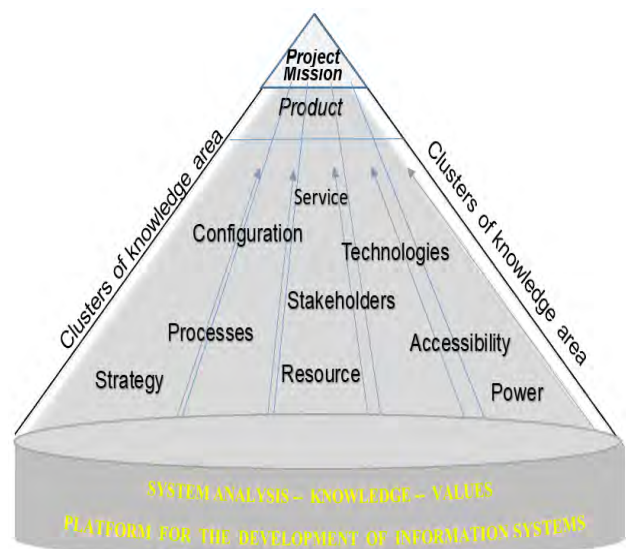 Project
Mission
Product
Clusters of knowledge area
Clusters of knowledge area
Service
Configuration
Technologies
Stakeholders
Processes
Accessibility
Strategy
Resource
Power
SYSTEM ANALYSIS – KNOWLEDGE – VALUES
PLATFORM FOR THE DEVELOPMENT OF INFORMATION SYSTEMS